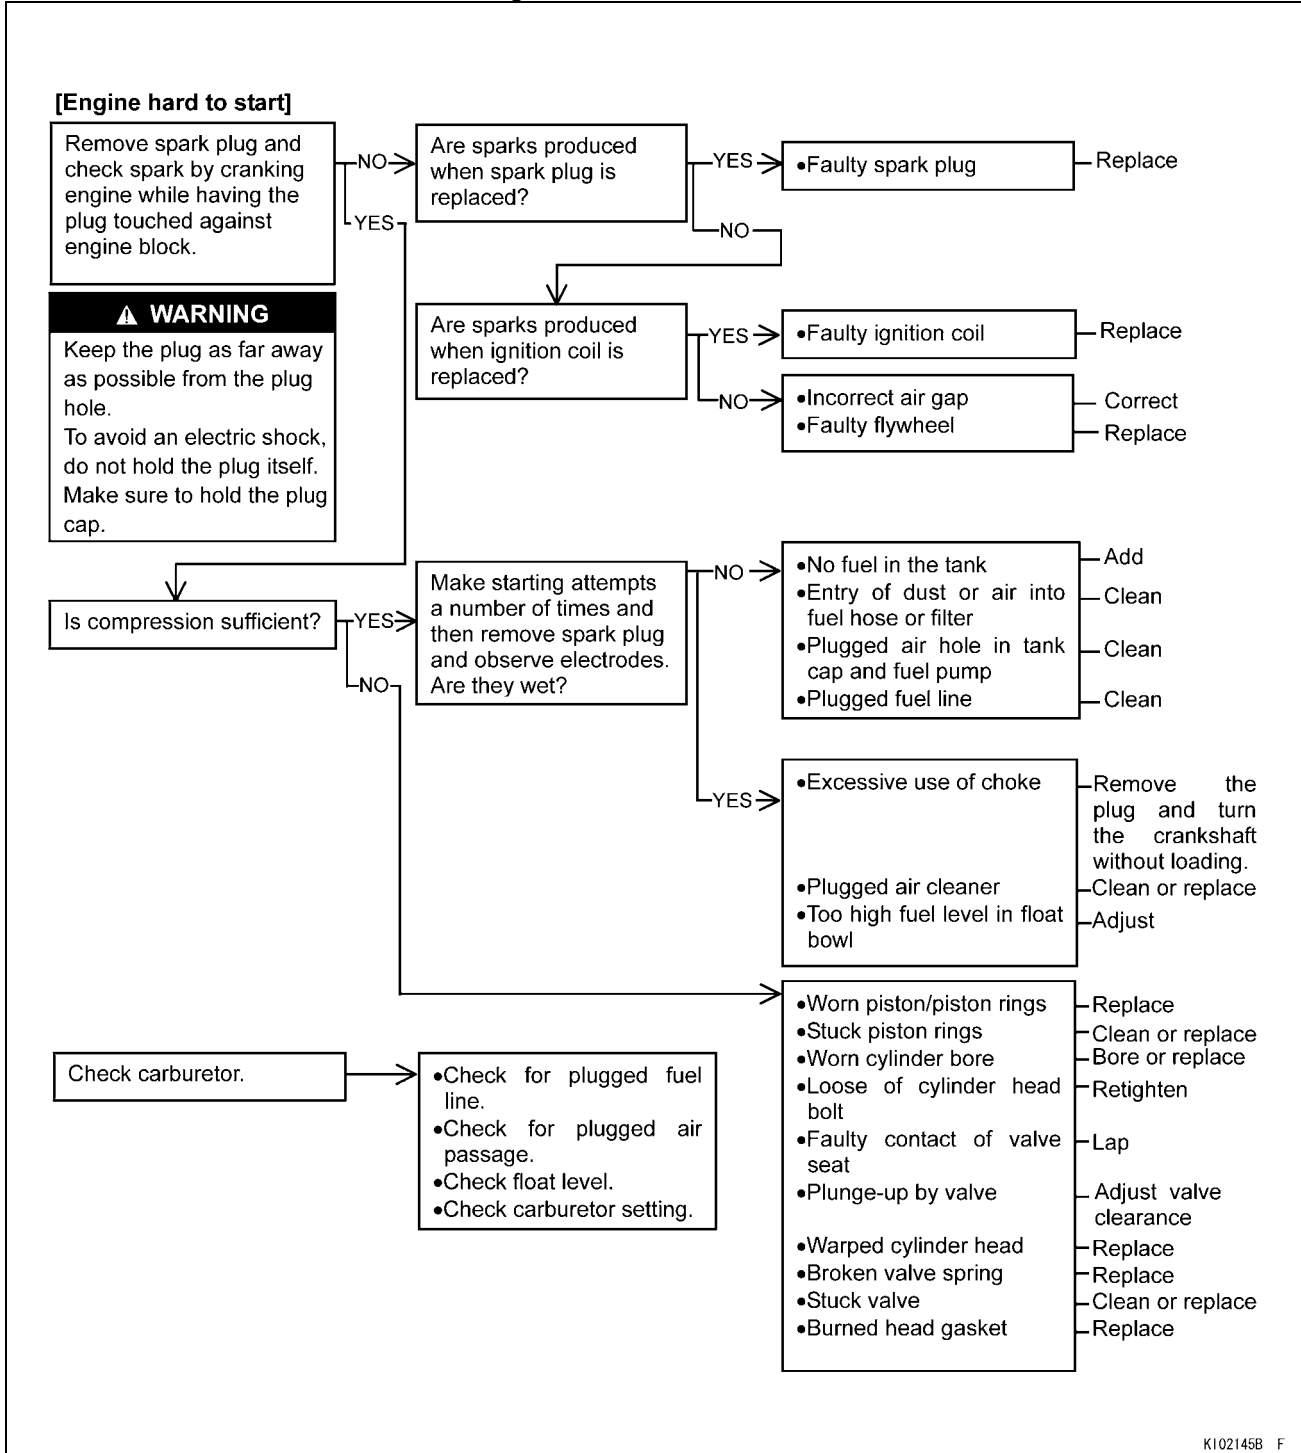 [Engine hard to start]
Remove spark plug and
check spark by cranking
engine while having the
plug touched against
engine block.
NO
YES
Are sparks produced
when spark plug is
replaced?
YES
NO
•Faulty spark plug
Replace
WARNING
Keep the plug as far away
as possible from the plug
hole.
To avoid an electric shock,
do not hold the plug itself.
Make sure to hold the plug
cap.
Are sparks produced
when ignition coil is
replaced?
YES
•Faulty ignition coil
Replace
NO
•Incorrect air gap
Correct
•Faulty flywheel
Replace
Is compression sufficient?
YES
NO
Make starting attempts
a number of times and
then remove spark plug
and observe electrodes.
Are they wet?
NO
•No fuel in the tank
Add
•Entry of dust or air into
fuel hose or filter
Clean
•Plugged air hole in tank
cap and fuel pump
Clean
•Plugged fuel line
Clean
YES
•Excessive use of choke
Remove the
plug and turn
the crankshaft
without loading.
•Plugged air cleaner
Clean or replace
•Too high fuel level in float
bowl
Adjust
•Worn piston/piston rings
Replace
•Stuck piston rings
Clean or replace
•Worn cylinder bore
Bore or replace
•Loose of cylinder head
bolt
Retighten
•Faulty contact of valve
seat
Lap
•Plunge-up by valve
Adjust valve
clearance
•Warped cylinder head
Replace
•Broken valve spring
Replace
•Stuck valve
Clean or replace
•Burned head gasket
Replace
Check carburetor.
•Check for plugged fuel
line.
•Check for plugged air
passage.
•Check float level.
•Check carburetor setting.
KI02145B F